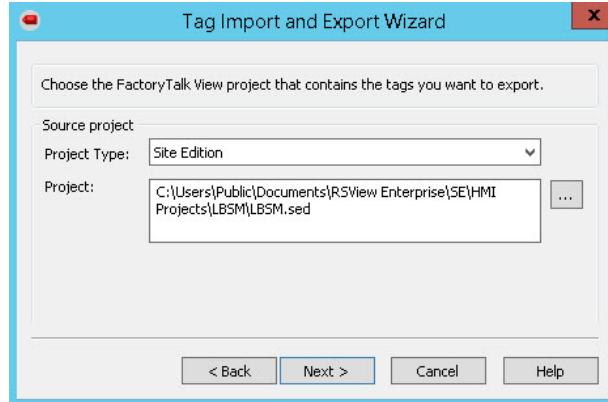 Tag Import and Export Wizard
x
Choose the FactoryTalk View project that contains the tags you want to export.
Source project
Project Type:
Site Edition
Project:
C:\Users\Public\Documents\RSView Enterprise\SE\HMI
Projects\LBSM\LBSM.sed
...
< Back
Next >
Cancel
Help